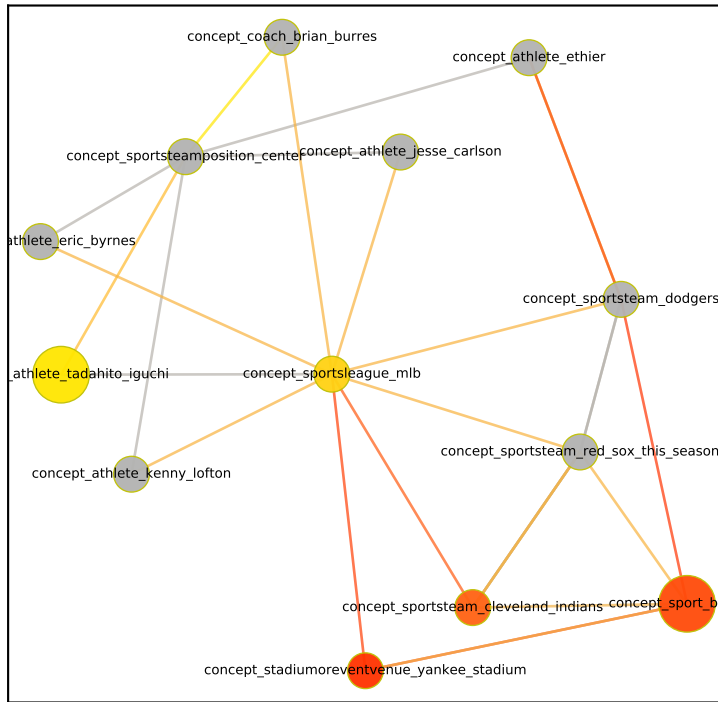 concept_coach_brian_burres
concept_athlete_ethier
concept_sportsteamposition_center
concept_athlete_jesse_carlson
athlete_eric_byrnes
concept_sportsteam_dodgers
_athlete_tadahito_iguchi
concept_sportsleague_mlb
concept_sportsteam_red_sox_this_season
concept_athlete_kenny_lofton
concept_sportsteam_cleveland_indians
concept_sport_b
concept_stadiumoreventvenue_yankee_stadium